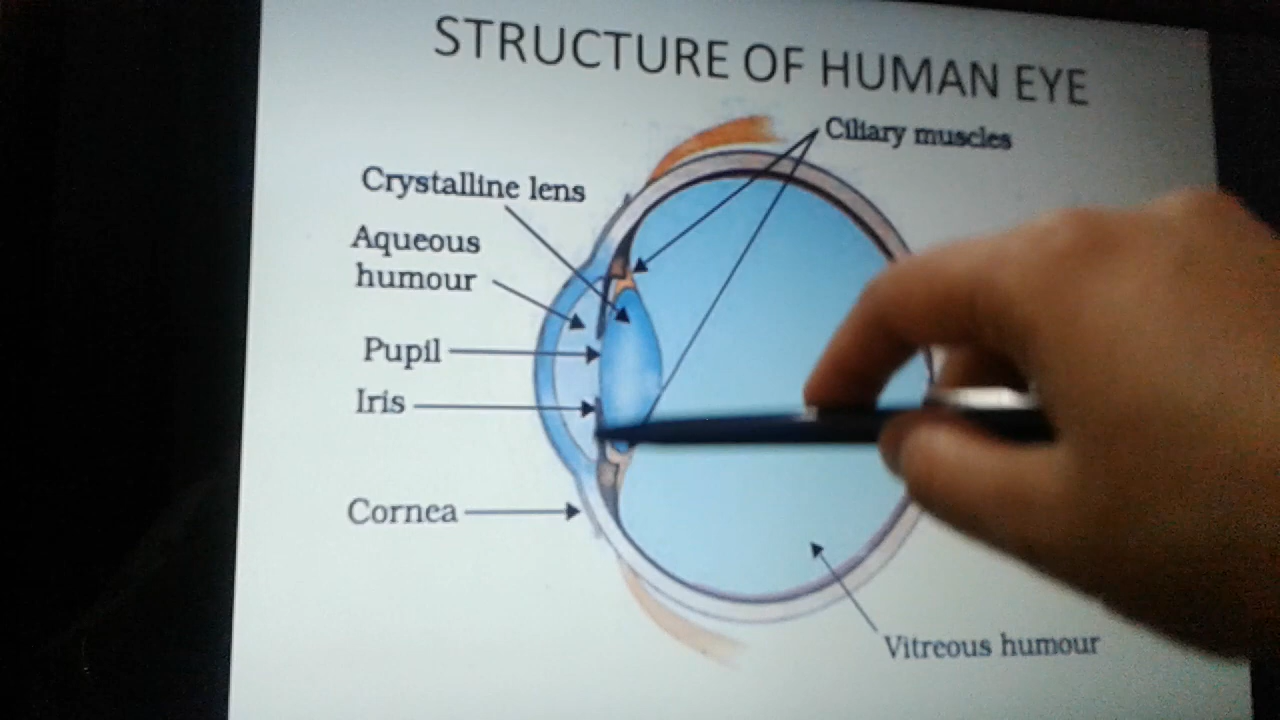 STRUCTURE OF HUMAN EYE
Ciliary muscles
Crystalline lens
Aqueous
humour
Pupil
Iris
Cornea
Vitreous humour